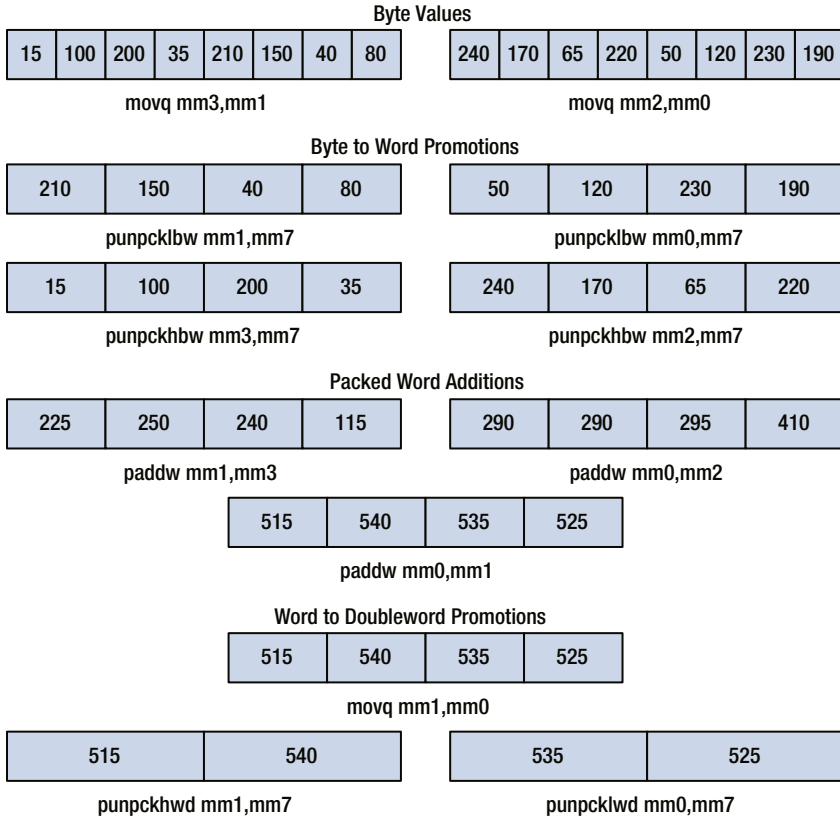 Byte Values
15 100 200 35 210 150 40 80 240 170 65 220 50 120 230 190
movq mm3,mm1 movq mm2,mm0
Byte to Word Promotions
210 150 40 80 50 120 230 190
punpcklbw mm1,mm7 punpcklbw mm0,mm7
15 100 200 35 240 170 65 220
punpckhbw mm3,mm7 punpckhbw mm2,mm7
Packed Word Additions
225 250 240 115 290 290 295 410
paddw mm1,mm3 paddw mm0,mm2
515 540 535 525
paddw mm0,mm1
Word to Doubleword Promotions
515 540 535 525
movq mm1,mm0
515 540 535 525
punpckhwd mm1,mm7 punpcklwd mm0,mm7